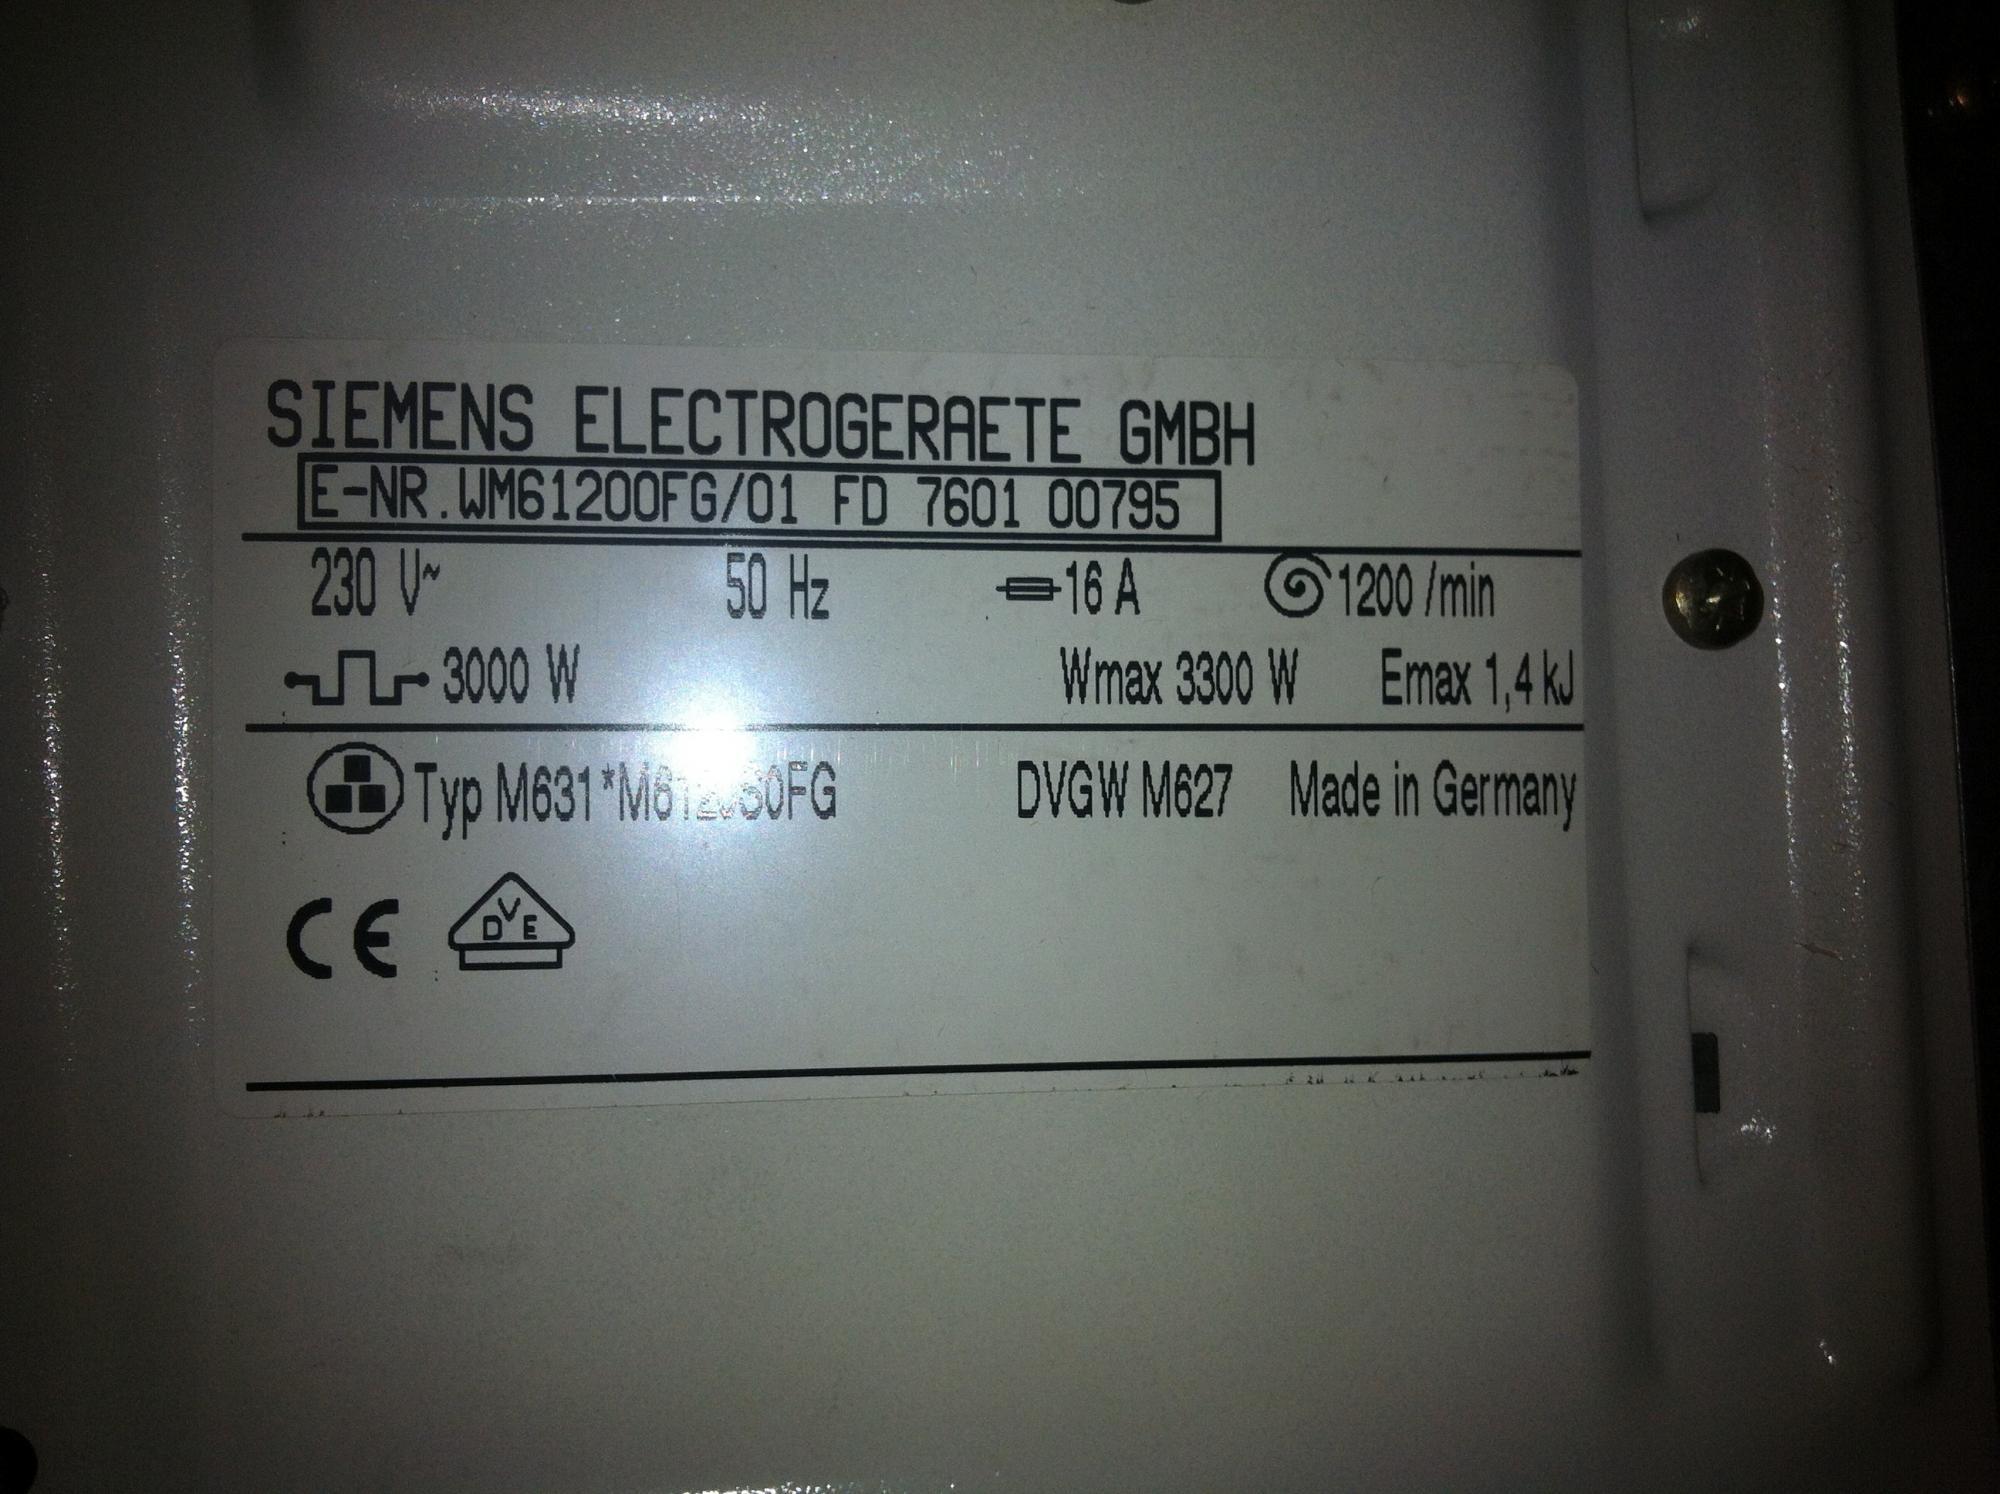 SIEMENS ELECTROGERAETE GMBH
E-NR.WM61200FG/01 FD 7601 00795
230 V~ 50 Hz 16 A 1200 /min
3000 W Wmax 3300 W Emax 1,4 kJ
Typ DVGW M627 Made in Germany
CE DVE